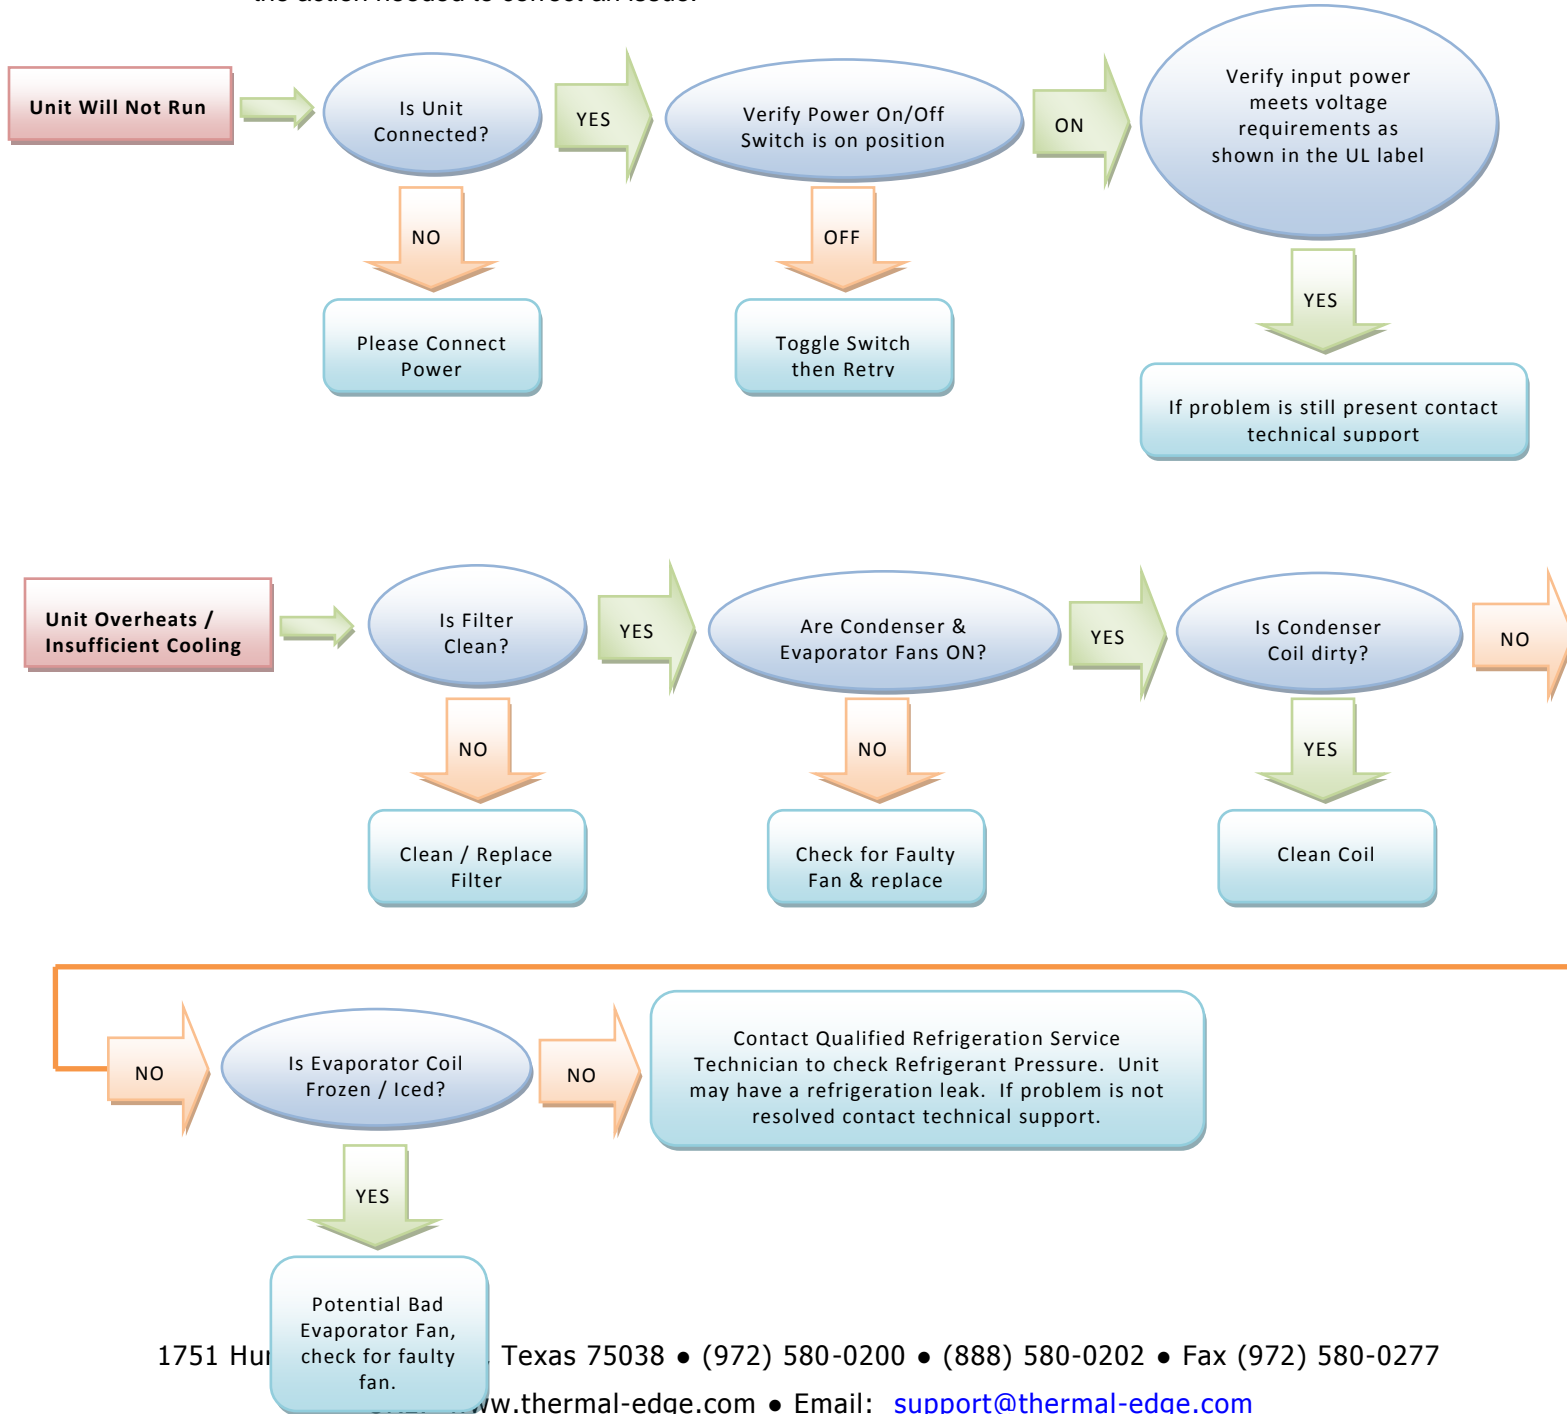 Unit Will Not Run
Is Unit
Connected?
YES
Verify Power On/Off
Switch is on position
ON
Verify input power
meets voltage
requirements as
shown in the UL label
NO
OFF
YES
Please Connect
Power
Toggle Switch
then Retry
If problem is still present contact
technical support
Unit Overheats /
Insufficient Cooling
Is Filter
Clean?
YES
Are Condenser &
Evaporator Fans ON?
YES
Is Condenser
Coil dirty?
NO
NO
NO
YES
Clean / Replace
Filter
Check for Faulty
Fan & replace
Clean Coil
NO
Is Evaporator Coil
Frozen / Iced?
NO
Contact Qualified Refrigeration Service
Technician to check Refrigerant Pressure. Unit
may have a refrigeration leak. If problem is not
resolved contact technical support.
YES
Potential Bad
Evaporator Fan,
check for faulty
fan.
1751 Texas 75038 ● (972) 580-0200 ● (888) 580-0202 ● Fax (972) 580-0277
www.thermal-edge.com ● Email: support@thermal-edge.com